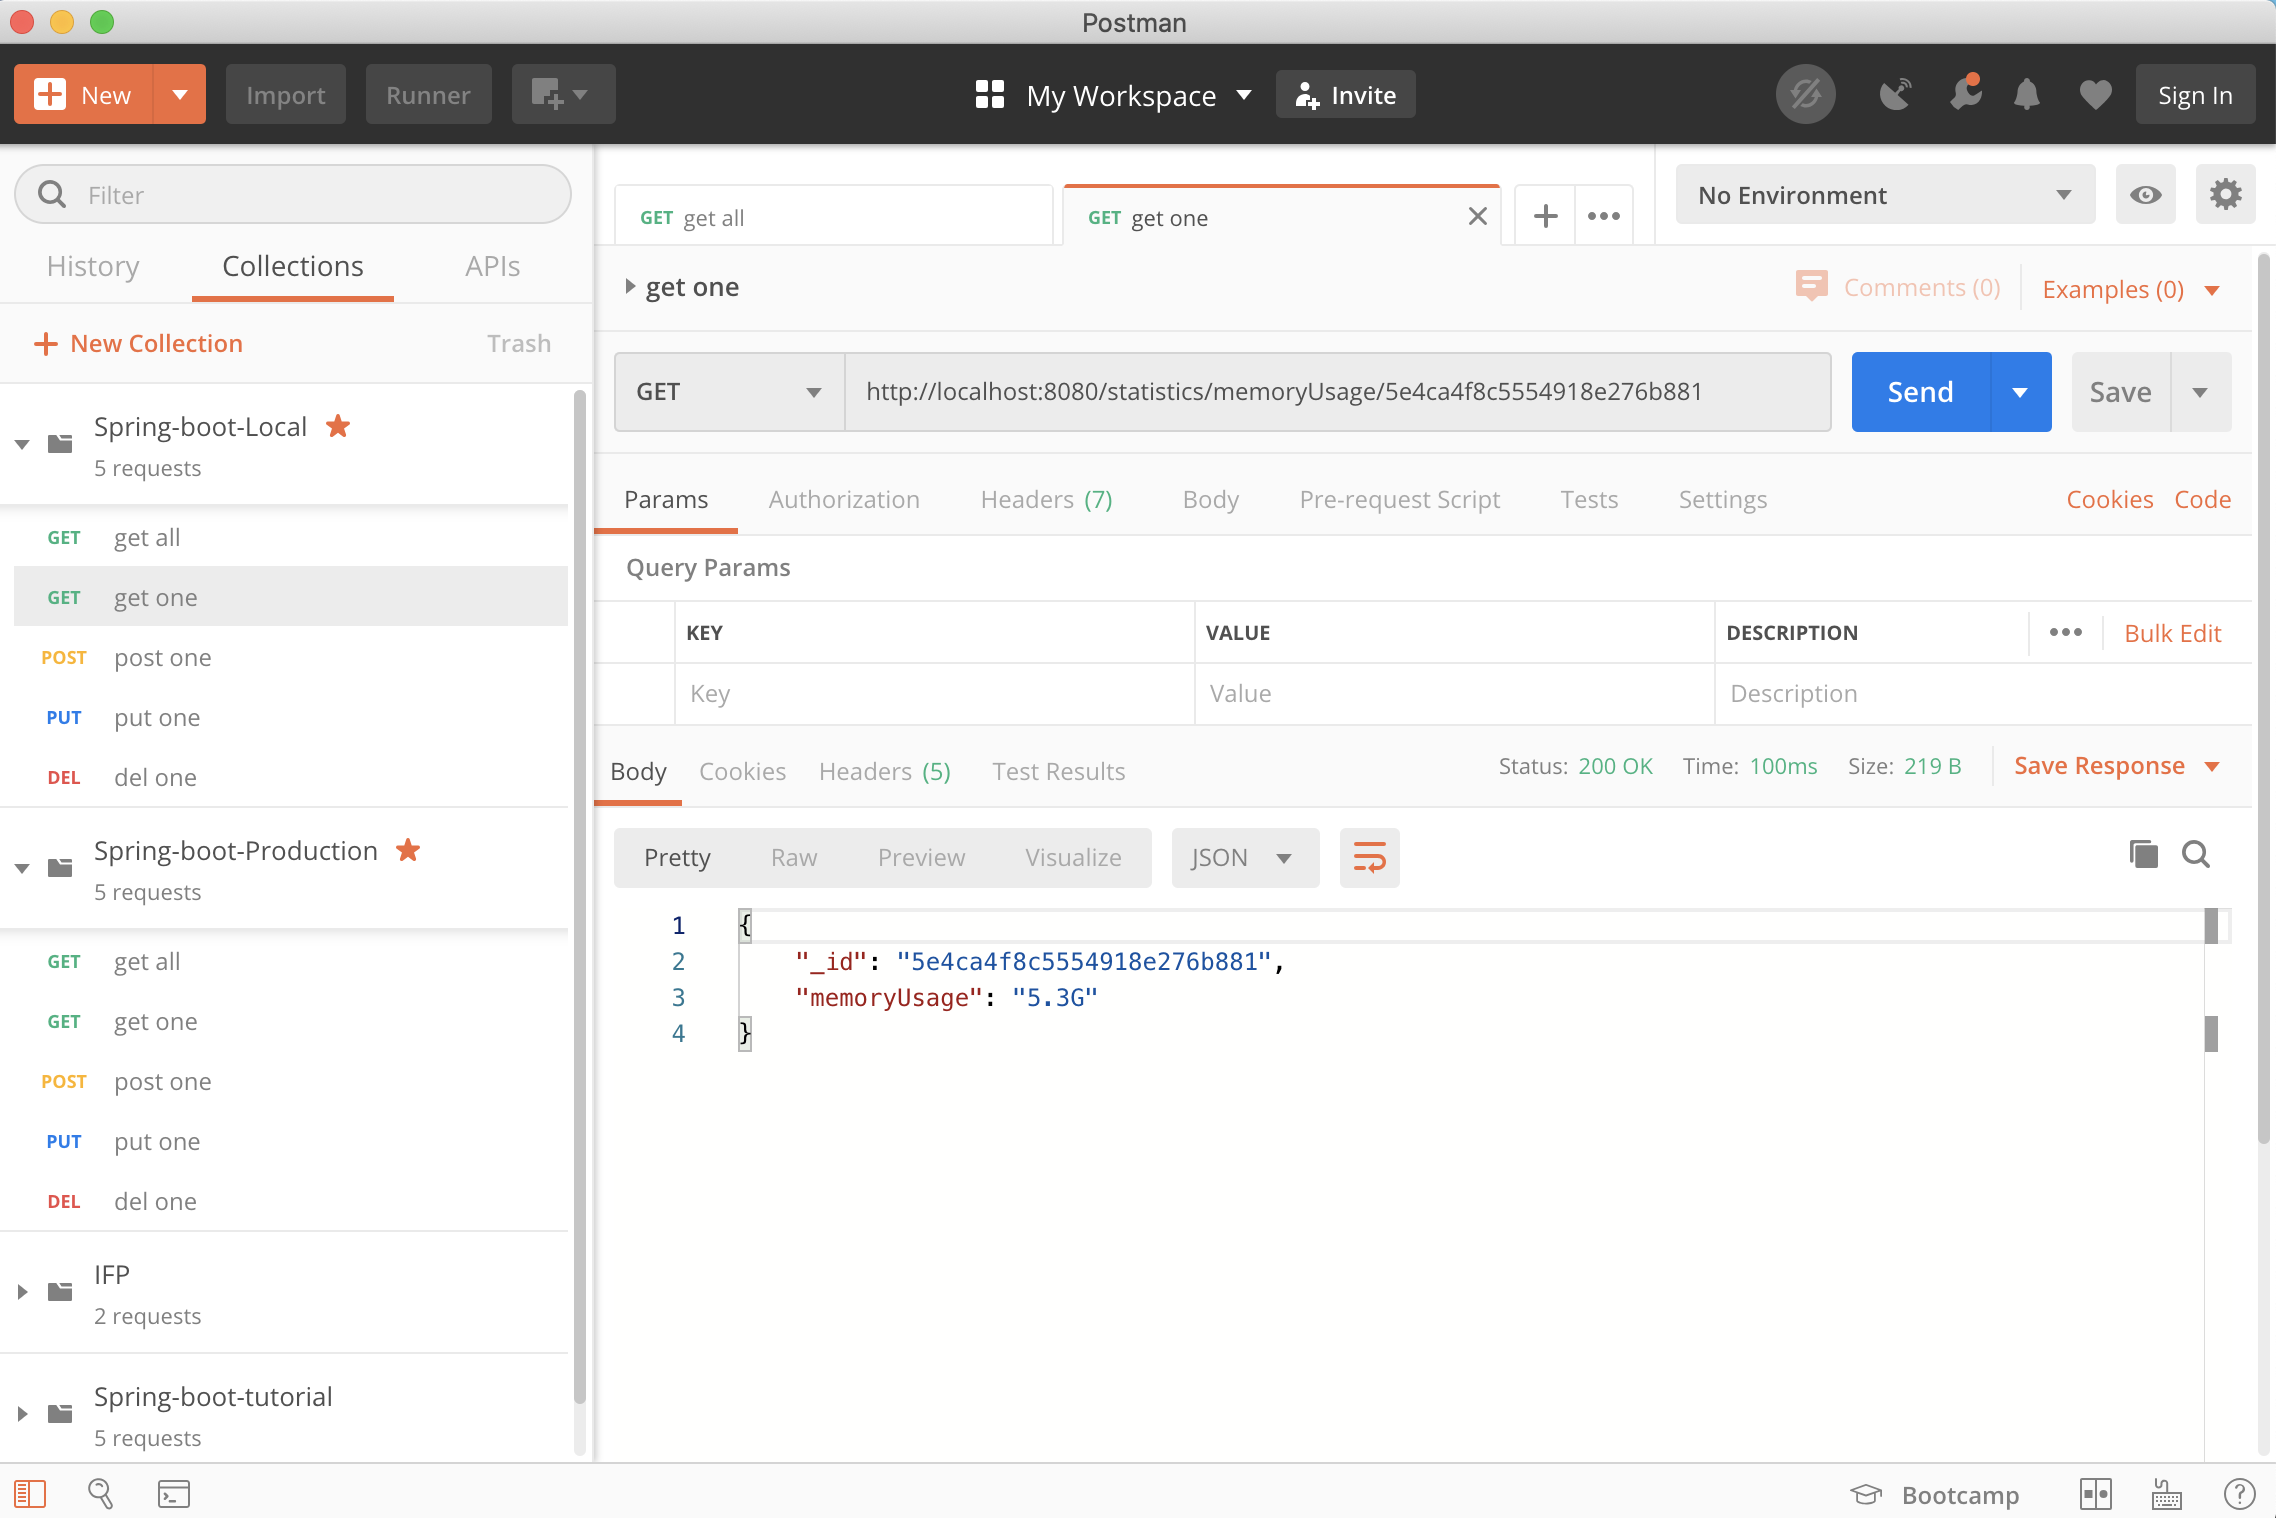 Postman
New Import Runner My Workspace Invite Sign In
Filter
History Collections APIs
+ New Collection Trash
Spring-boot-Local
5 requests
GET get all
GET get one
POST post one
PUT put one
DEL del one
Spring-boot-Production
5 requests
GET get all
GET get one
POST post one
PUT put one
DEL del one
IFP
2 requests
Spring-boot-tutorial
5 requests
GET get all GET get one No Environment
get one Comments (0) Examples (0)
GET http://localhost:8080/statistics/memoryUsage/5e4ca4f8c5554918e276b881 Send Save
Params Authorization Headers (7) Body Pre-request Script Tests Settings Cookies Code
Query Params
KEY VALUE DESCRIPTION Bulk Edit
Key Value Description
Body Cookies Headers (5) Test Results Status: 200 OK Time: 100ms Size: 219 B Save Response
Pretty Raw Preview Visualize JSON
1 {
2 "_id": "5e4ca4f8c5554918e276b881",
3 "memoryUsage": "5.3G"
4 }
Bootcamp